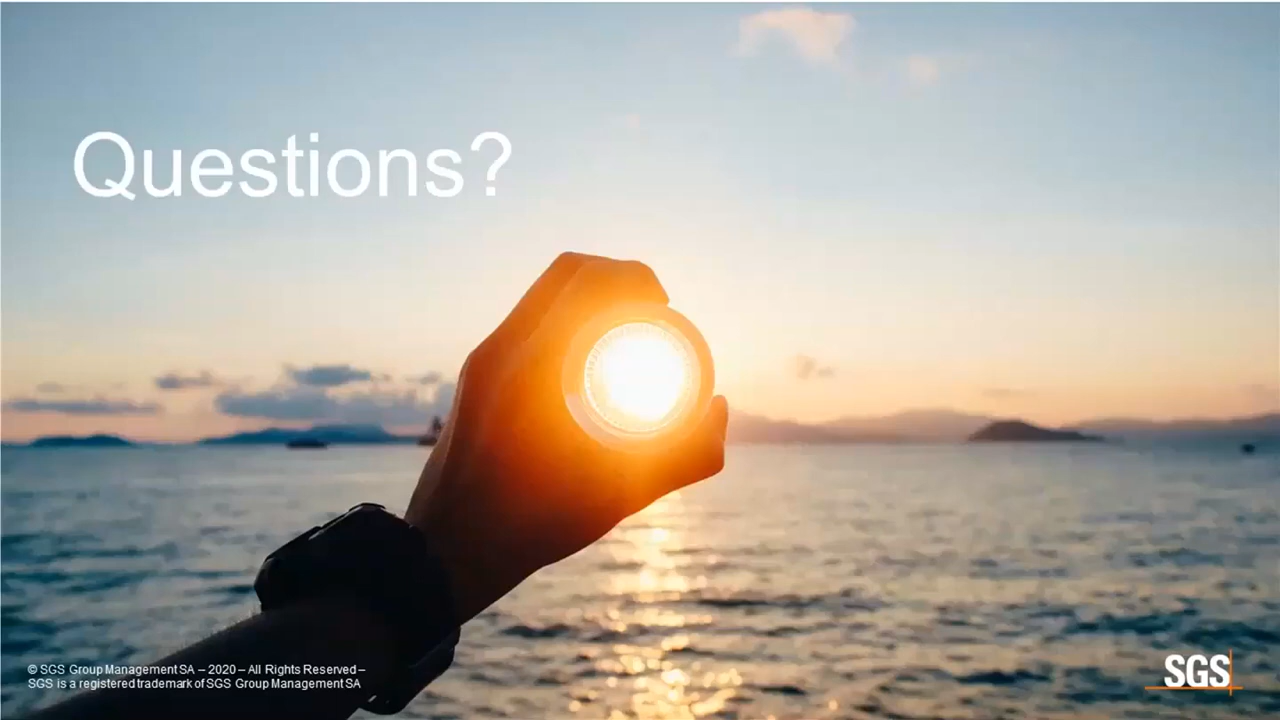 Questions?
© SGS Group Management SA – 2020 – All Rights Reserved –
SGS is a registered trademark of SGS Group Management SA
SGS